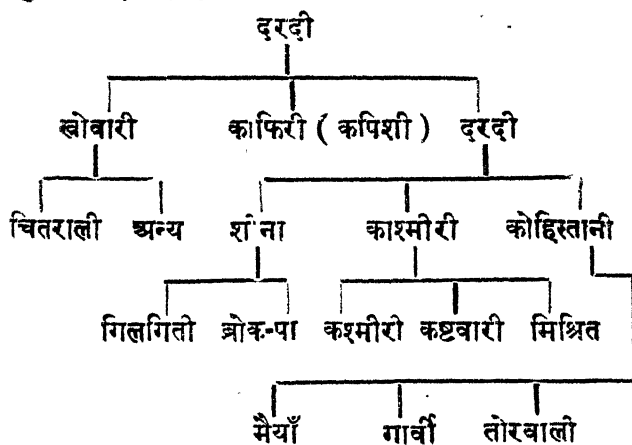 दरदी
खोवारी काफिरी ( कपिशी ) दरदी
चितराली अन्य शीना काश्मीरी कोहिस्तानी
गिलगिती ब्रोक-पा कश्मीरी कष्टवारी मिश्रित
मैयाँ गार्वी तोरवाली